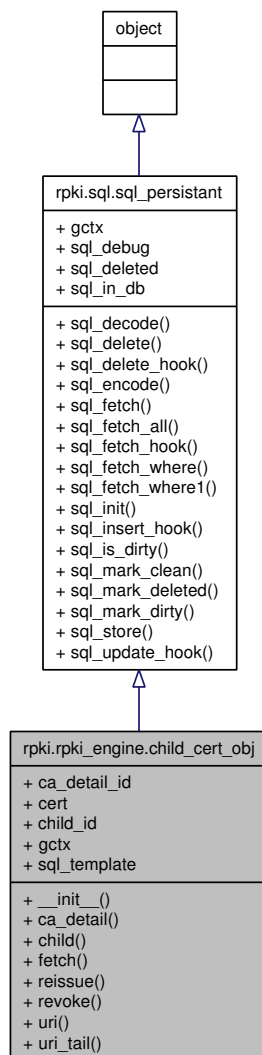 object
rpki.sql.sql_persistant
+ gctx
+ sql_debug
+ sql_deleted
+ sql_in_db
+ sql_decode()
+ sql_delete()
+ sql_delete_hook()
+ sql_encode()
+ sql_fetch()
+ sql_fetch_all()
+ sql_fetch_hook()
+ sql_fetch_where()
+ sql_fetch_where1()
+ sql_init()
+ sql_insert_hook()
+ sql_is_dirty()
+ sql_mark_clean()
+ sql_mark_deleted()
+ sql_mark_dirty()
+ sql_store()
+ sql_update_hook()
rpki.rpki_engine.child_cert_obj
+ ca_detail_id
+ cert
+ child_id
+ gctx
+ sql_template
+ __init__()
+ ca_detail()
+ child()
+ fetch()
+ reissue()
+ revoke()
+ uri()
+ uri_tail()